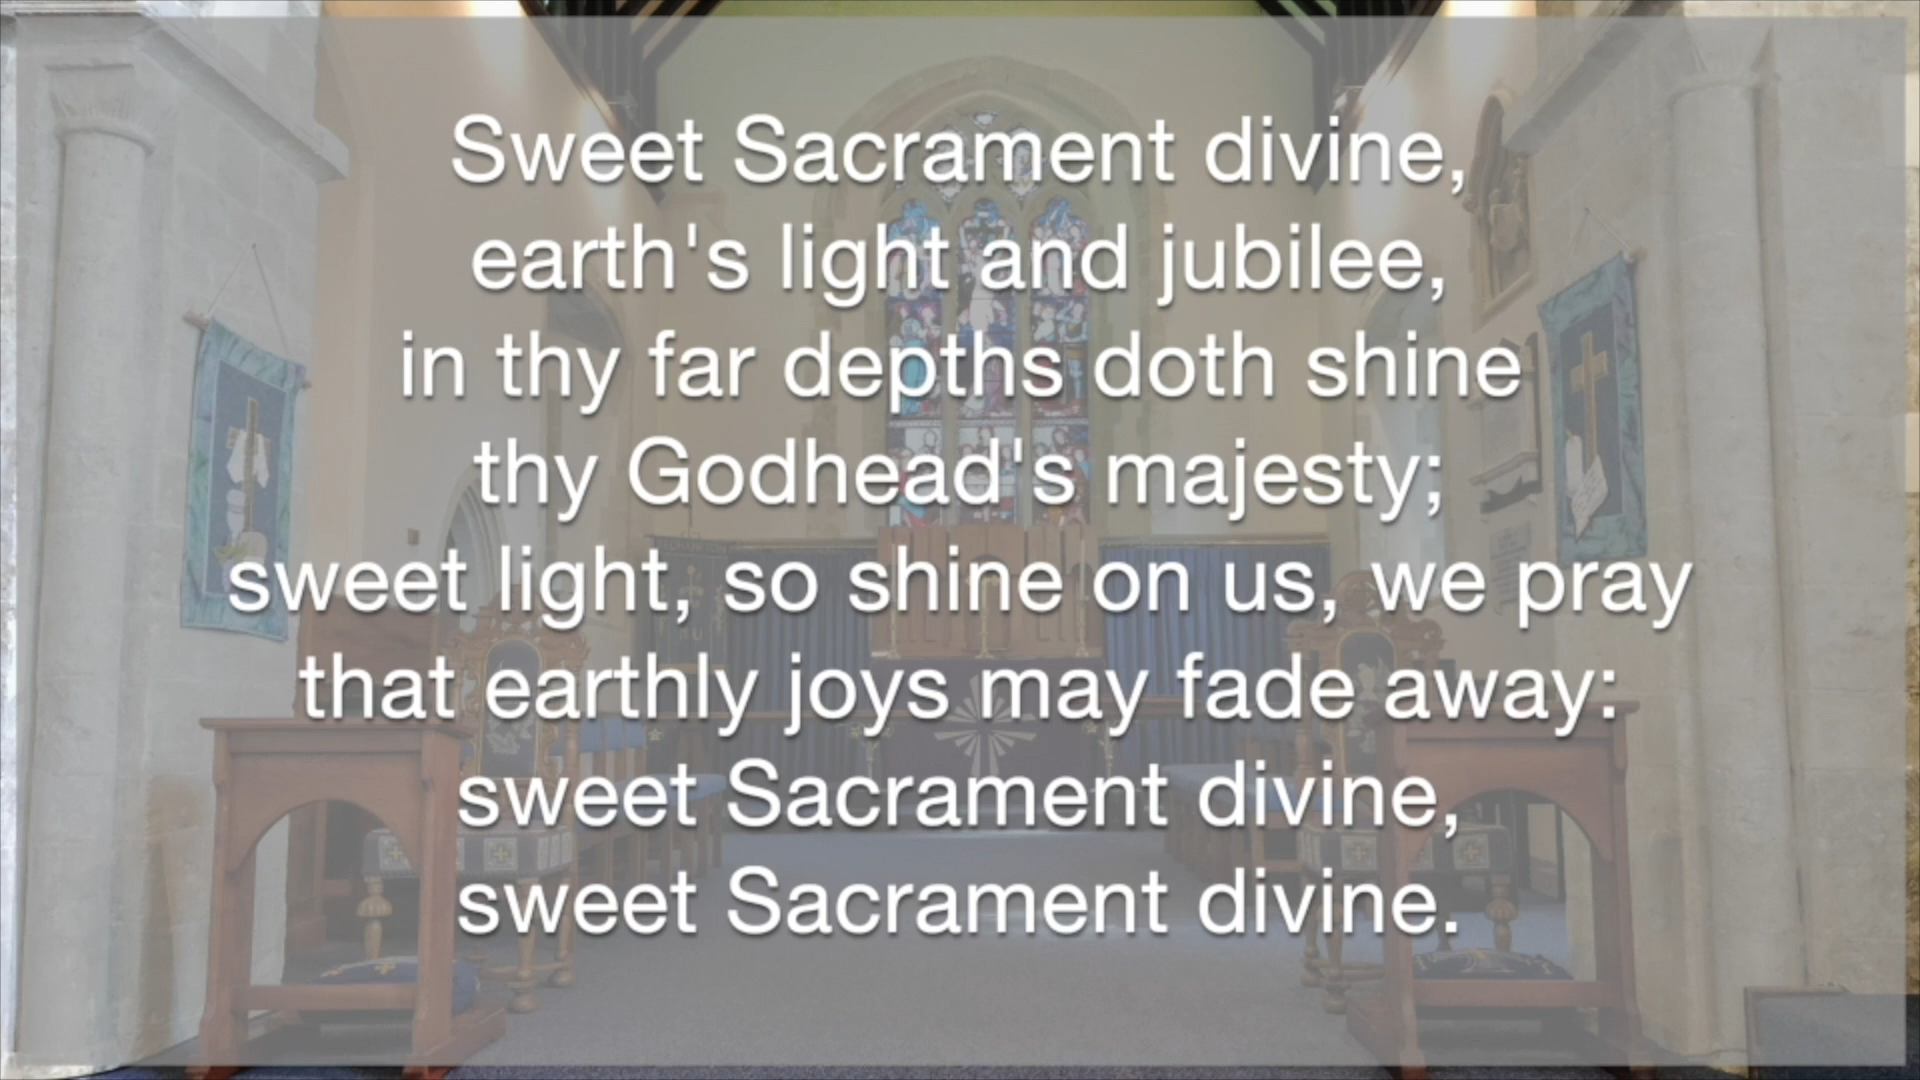 Sweet Sacrament divine,
earth's light and jubilee,
in thy far depths doth shine
thy Godhead's majesty;
sweet light, so shine on us, we pray
that earthly joys may fade away:
sweet Sacrament divine,
sweet Sacrament divine.